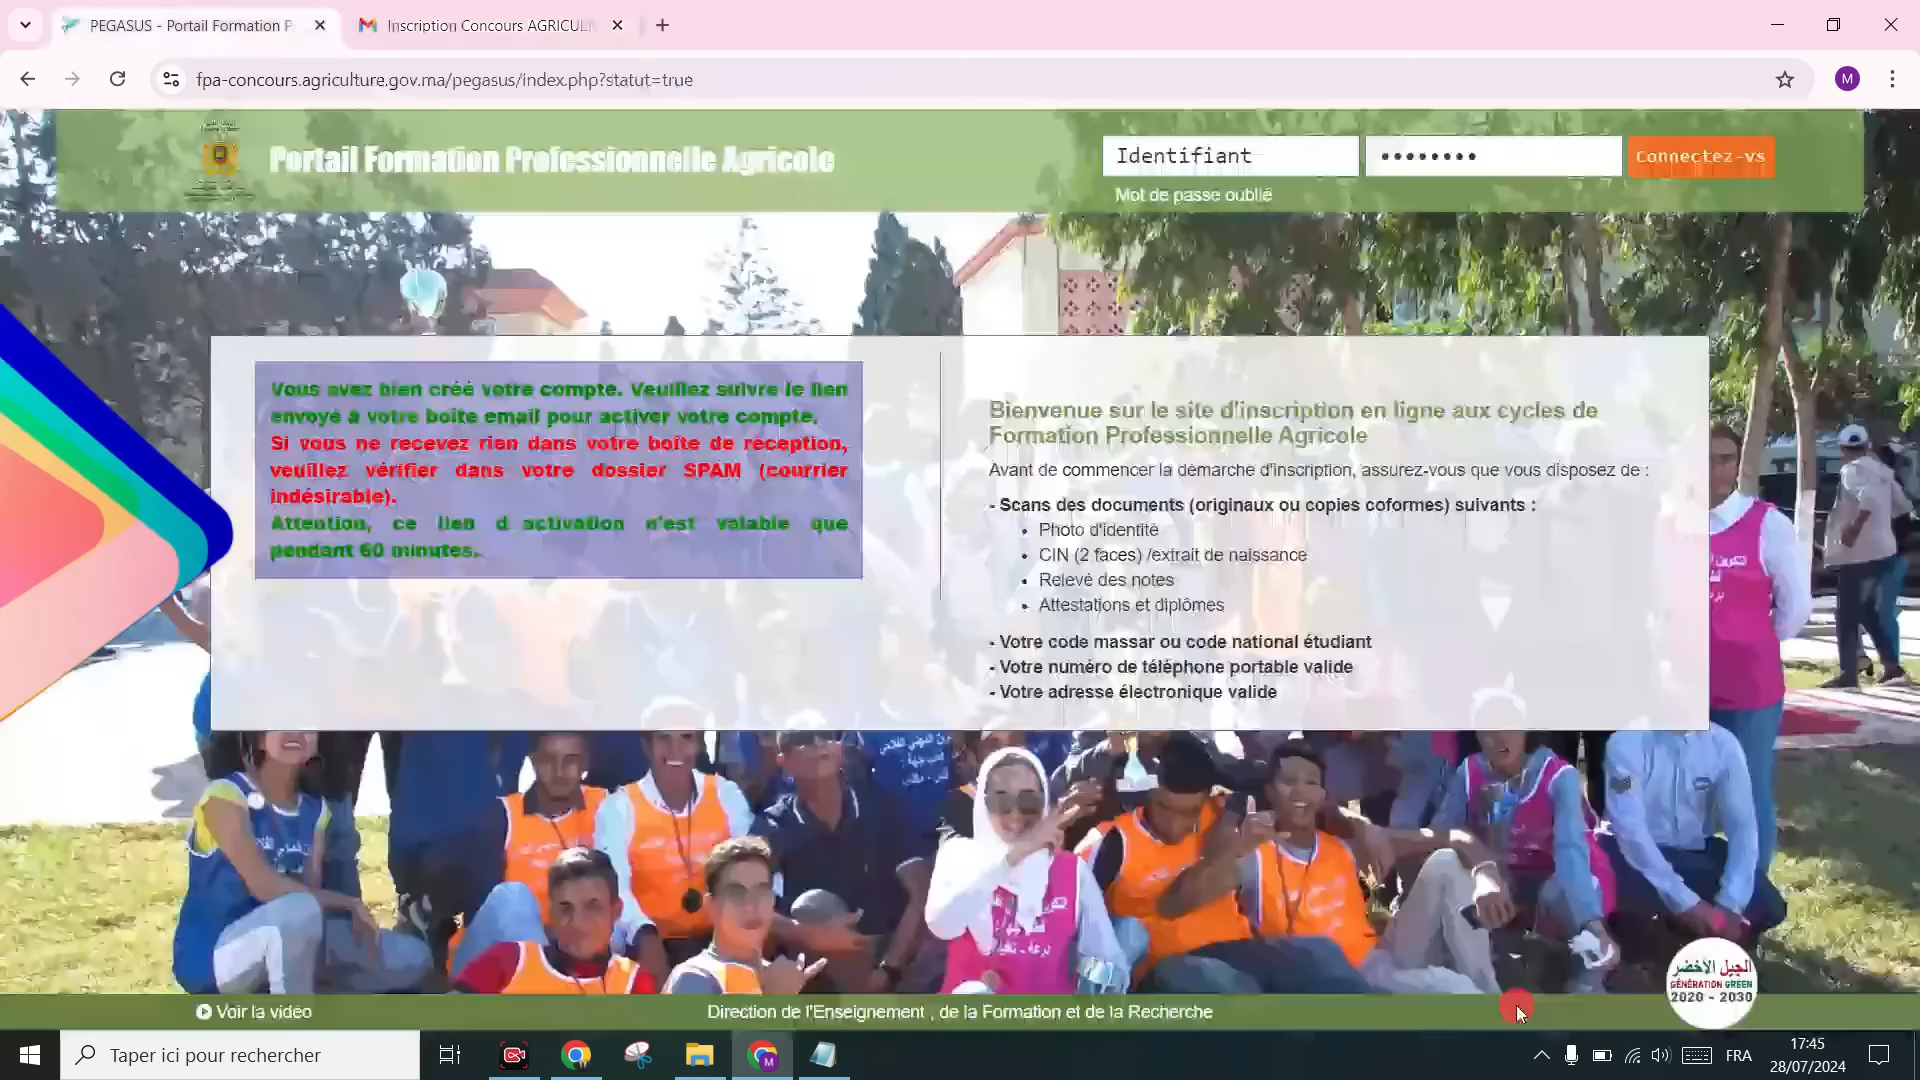 PEGASUS - Portail Formation P
Inscription Concours AGRICUL
fpa-concours.agriculture.gov.ma/pegasus/index.php?statut=true
M
Portail Formation Professionnelle Agricole
Identifiant
Connectez-vs
Mot de passe oublié
Vous avez bien créé votre compte. Veuillez suivre le lien
envoyé à votre boite email pour activer votre compte.
Si vous ne recevez rien dans votre boîte de réception,
veuillez vérifier dans votre dossier SPAM (courrier
indésirable).
Attention, ce lien d activation n'est valable que
pendant 60 minutes.
Bienvenue sur le site d'inscription en ligne aux cycles de
Formation Professionnelle Agricole
Avant de commencer la démarche d'inscription, assurez-vous que vous disposez de :
- Scans des documents (originaux ou copies coformes) suivants :
• Photo d'identité
• CIN (2 faces) /extrait de naissance
• Relevé des notes
• Attestations et diplômes
- Votre code massar ou code national étudiant
- Votre numéro de téléphone portable valide
- Votre adresse électronique valide
الجيل الأخضر
GÉNÉRATION GREEN
2020 - 2030
Voir la vidéo
Direction de l'Enseignement , de la Formation et de la Recherche
Taper ici pour rechercher
FRA
17:45
28/07/2024